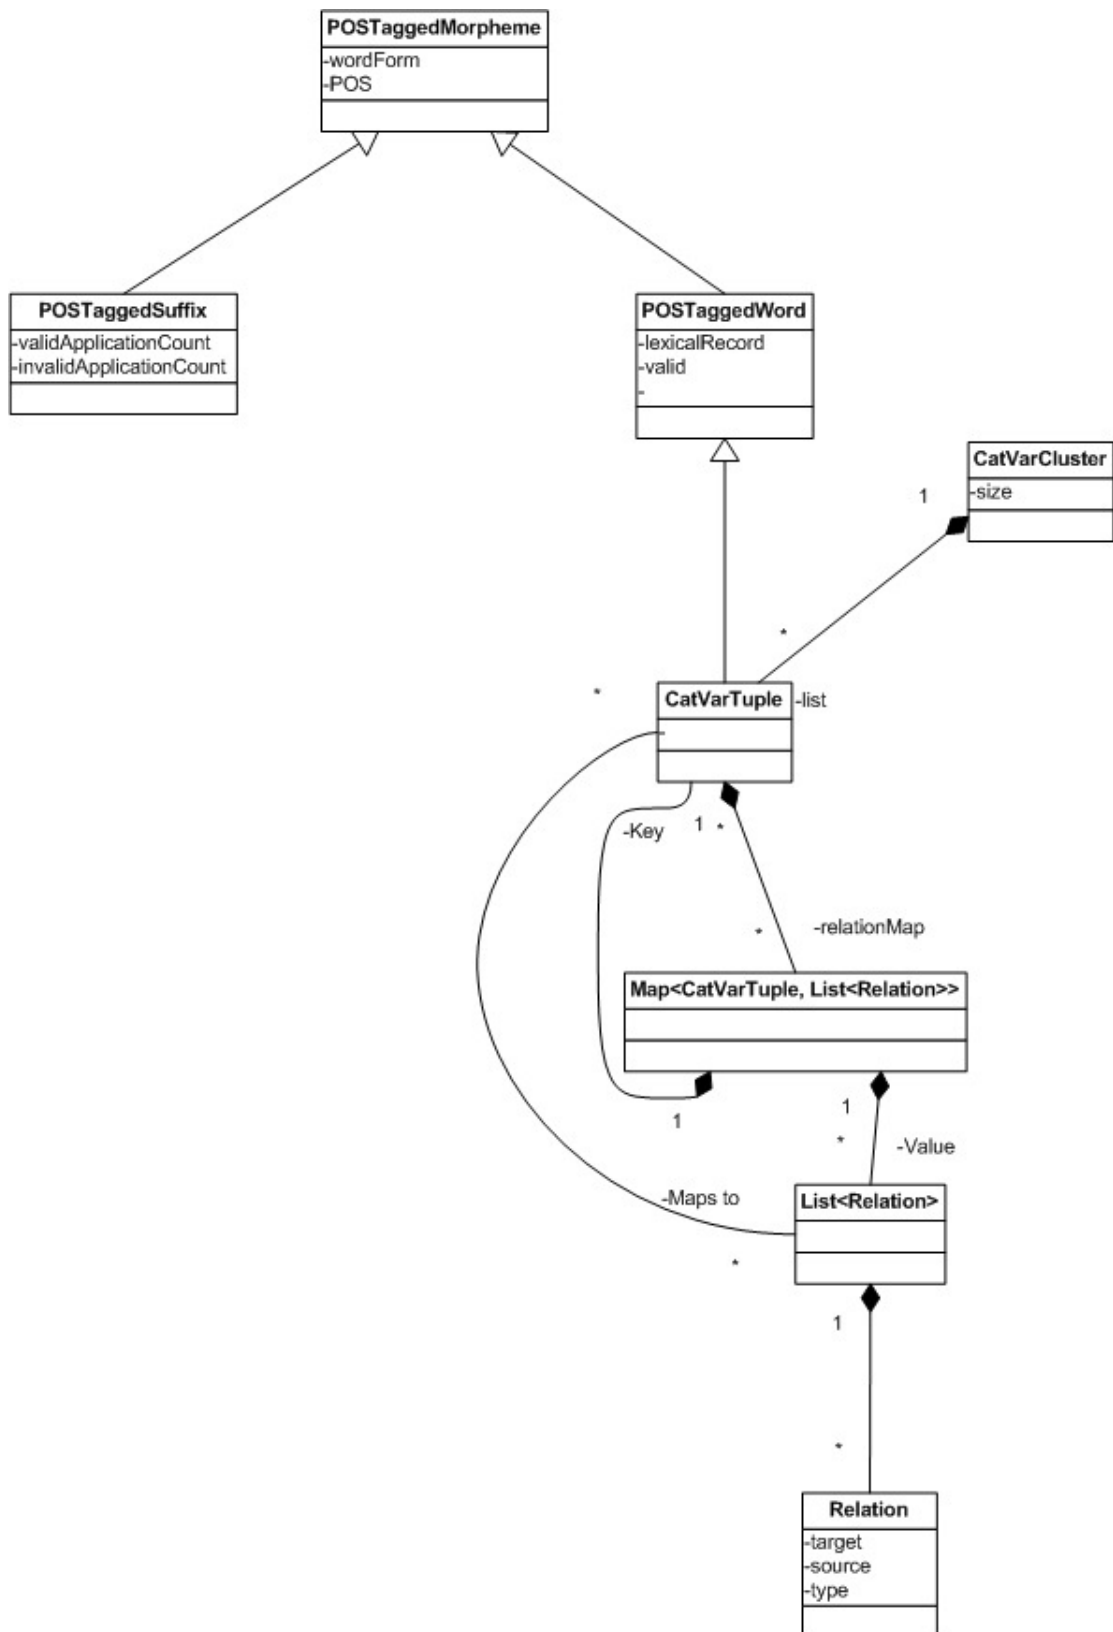 POSTaggedMorpheme
-wordForm
-POS
POSTaggedSuffix
-validApplicationCount
-invalidApplicationCount
POSTaggedWord
-lexicalRecord
-valid
-
CatVarCluster
-size
1
*
*
CatVarTuple
-list
-
-Key
1
*
*
-relationMap
Map<CatVarTuple, List<Relation>>
1
1
*
-Value
-Maps to
List<Relation>
*
1
*
Relation
-target
-source
-type